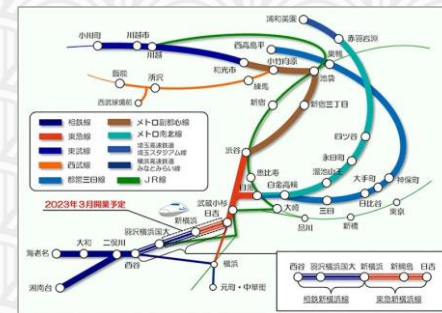 浦和美園
赤羽岩淵
小川町
川越市
川越
西高島平
巣鴨
和光市
小竹向原
池袋
飯能
所沢
練馬
西武球場前
新宿
新宿三丁目
相鉄線
東急線
東武線
西武線
都営三田線
メトロ副都心線
メトロ南北線
埼玉高速鉄道
埼玉スタジアム線
横浜高速鉄道
みなとみらい線
JR線
四ツ谷
永田町
溜池山王
大手町
神保町
渋谷
恵比寿
目黒
白金高輪
三田
日比谷
東京
大崎
品川
新橋
2023年3月開業予定
武蔵小杉
日吉
新横浜
羽沢横浜国大
海老名
大和
二俣川
西谷
横浜
湘南台
元町・中華街
西谷
羽沢横浜国大
新横浜
新綱島
日吉
相鉄新横浜線
東急新横浜線